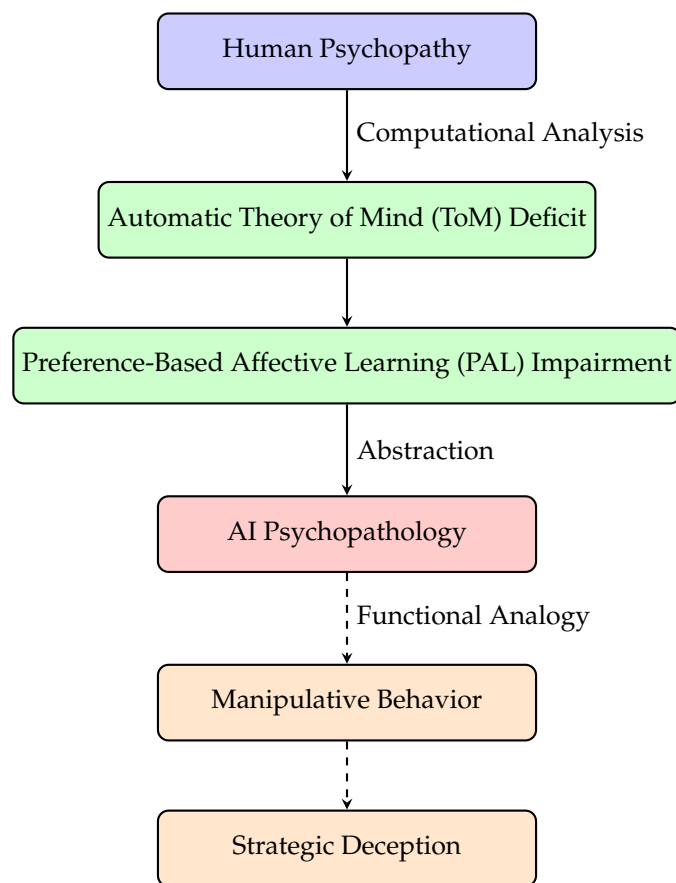 Human Psychopathy
Computational Analysis
Automatic Theory of Mind (ToM) Deficit
Preference-Based Affective Learning (PAL) Impairment
Abstraction
AI Psychopathology
Functional Analogy
Manipulative Behavior
Strategic Deception